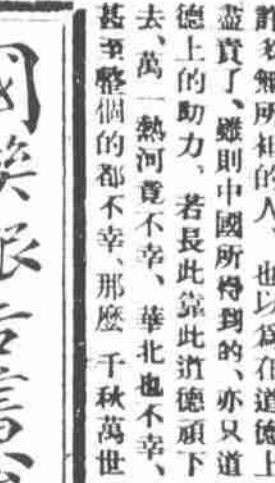 無所袒的人、也以爲在道德上
盡責了、雖則中國所得到的、亦只道
德上的助力、若長此靠此道德頑下
去、萬一熱河竟不幸、華北也不幸、
甚至整個的都不幸、那麼 千秋萬世
國 告書